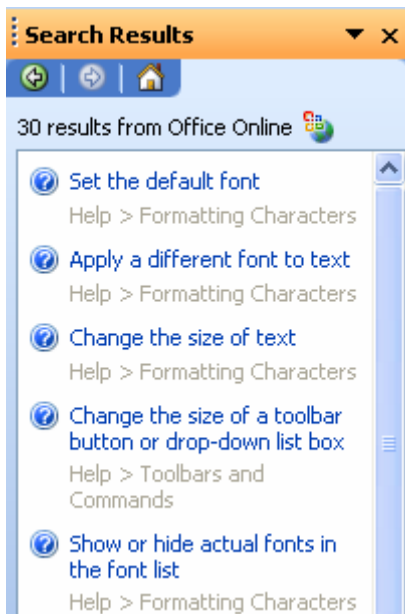 Search Results
30 results from Office Online
Set the default font
Help > Formatting Characters
Apply a different font to text
Help > Formatting Characters
Change the size of text
Help > Formatting Characters
Change the size of a toolbar
button or drop-down list box
Help > Toolbars and
Commands
Show or hide actual fonts in
the font list
Help > Formatting Characters